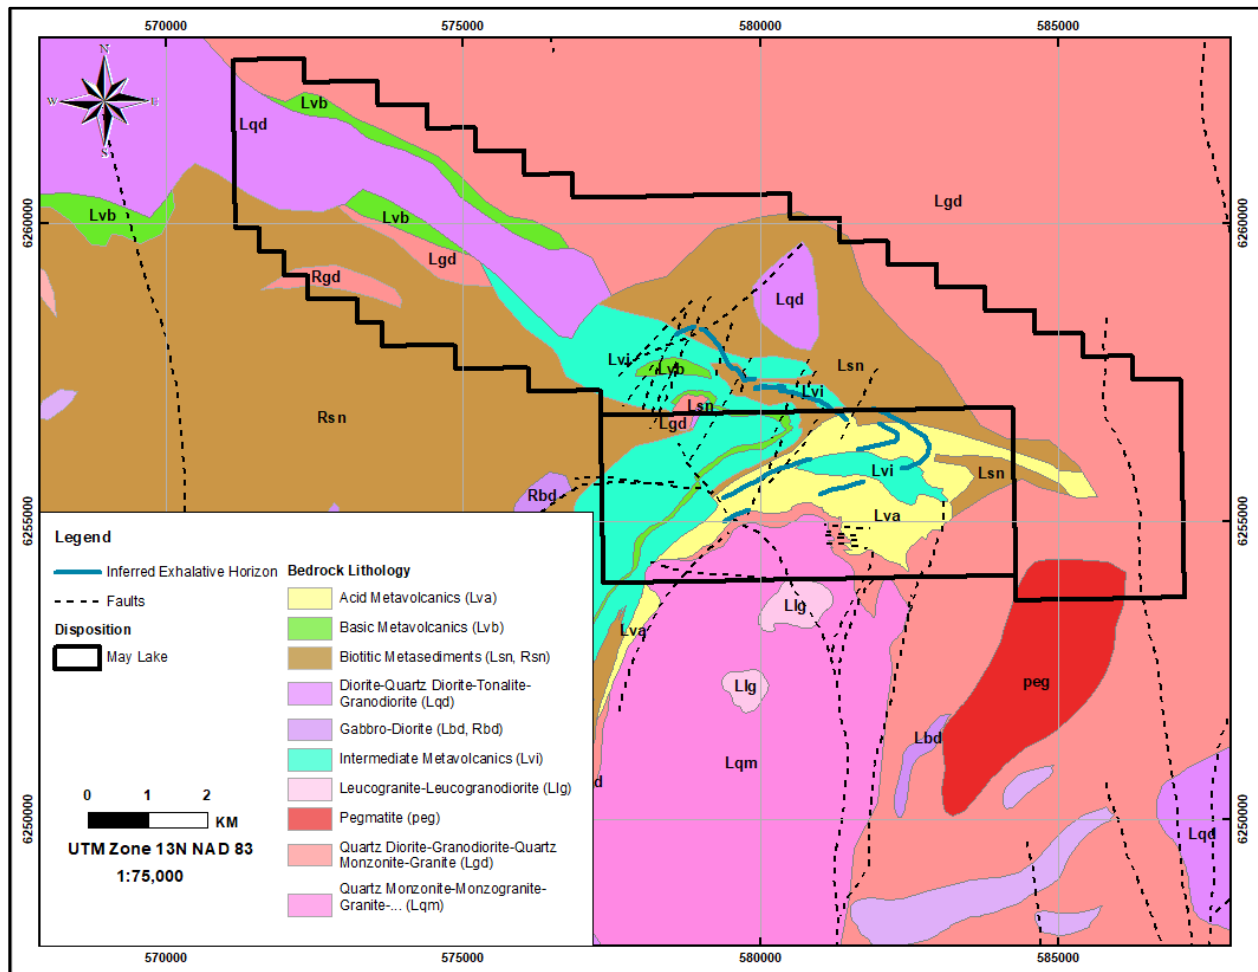 570000
575000
580000
585000
N
W
E
S
Lvb
Lqd
Lgd
6260000
6260000
Lvb
Lvb
Lgd
Rgd
Lqd
Lvi
Lvb
Lsn
Lvi
Lsn
Rsn
Lgd
Lvi
Lsn
Rbd
Lva
6255000
6255000
Legend
Inferred Exhalative Horizon
Faults
Disposition
May Lake
Bedrock Lithology
Acid Metavolcanics (Lva)
Basic Metavolcanics (Lvb)
Biotitic Metasediments (Lsn, Rsn)
Diorite-Quartz Diorite-Tonalite-
Granodiorite (Lqd)
Gabbro-Diorite (Lbd, Rbd)
Intermediate Metavolcanics (Lvi)
Leucogranite-Leucogranodiorite (Llg)
Pegmatite (peg)
Quartz Diorite-Granodiorite-Quartz
Monzonite-Granite (Lgd)
Quartz Monzonite-Monzogranite-
Granite-... (Lqm)
0 1 2
KM
UTM Zone 13N NAD 83
1:75,000
Lva
Llg
Llg
peg
Lbd
Lqm
d
Lqd
6250000
6250000
570000
575000
580000
585000